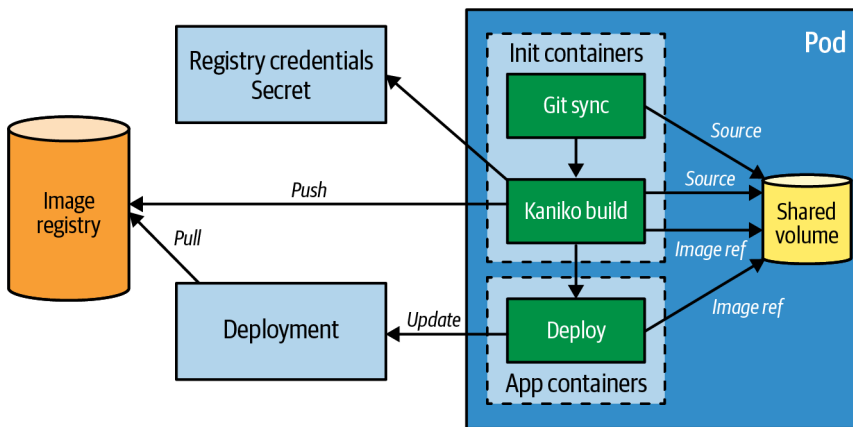 Pod
Init containers
Registry credentials
Secret
Git sync
Source
Source
Push
Kaniko build
Image
registry
Shared
volume
Pull
Image ref
Image ref
Deployment
Update
Deploy
App containers